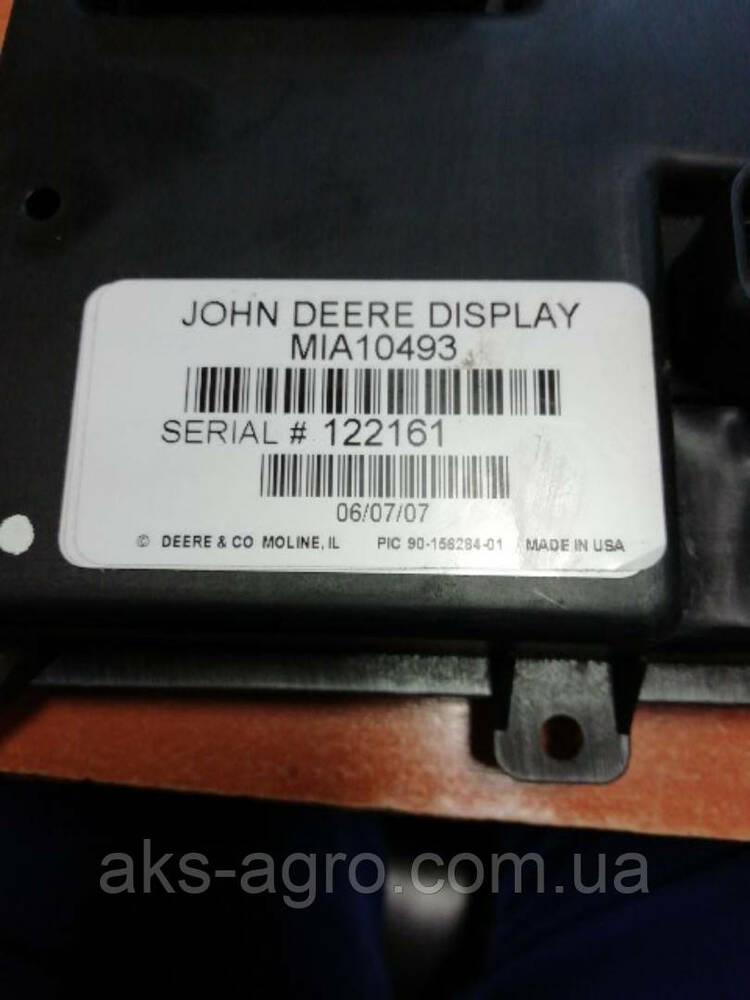 JOHN DEERE DISPLAY
MIA10493
SERIAL # 122161
06/07/07
© DEERE & CO MOLINE, IL PIC 90-156284-01 MADE IN USA
aks-agro.com.ua